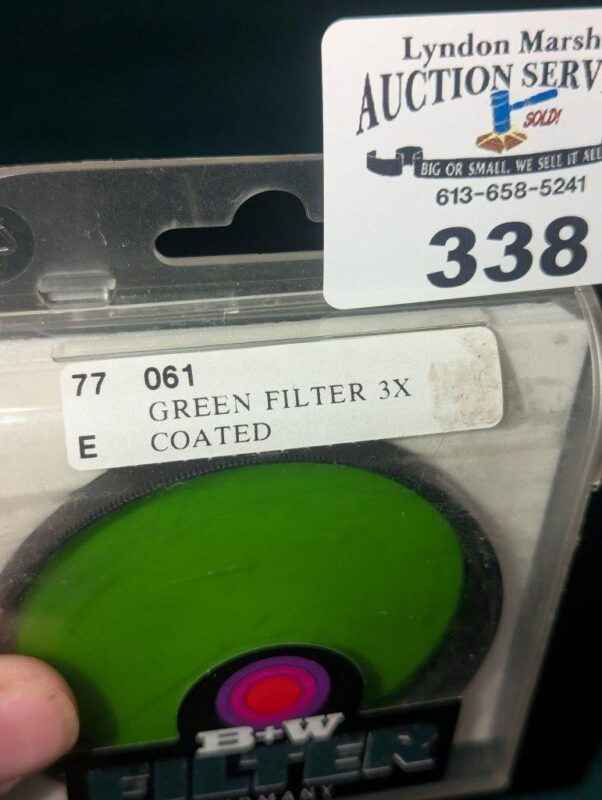 Lyndon Marsh
AUCTION SERV
SOLD!
BIG OR SMALL, WE SELL IT ALL
613-658-5241
338
77 061
GREEN FILTER 3X
E COATED
B+W
FILTER
GERMANY